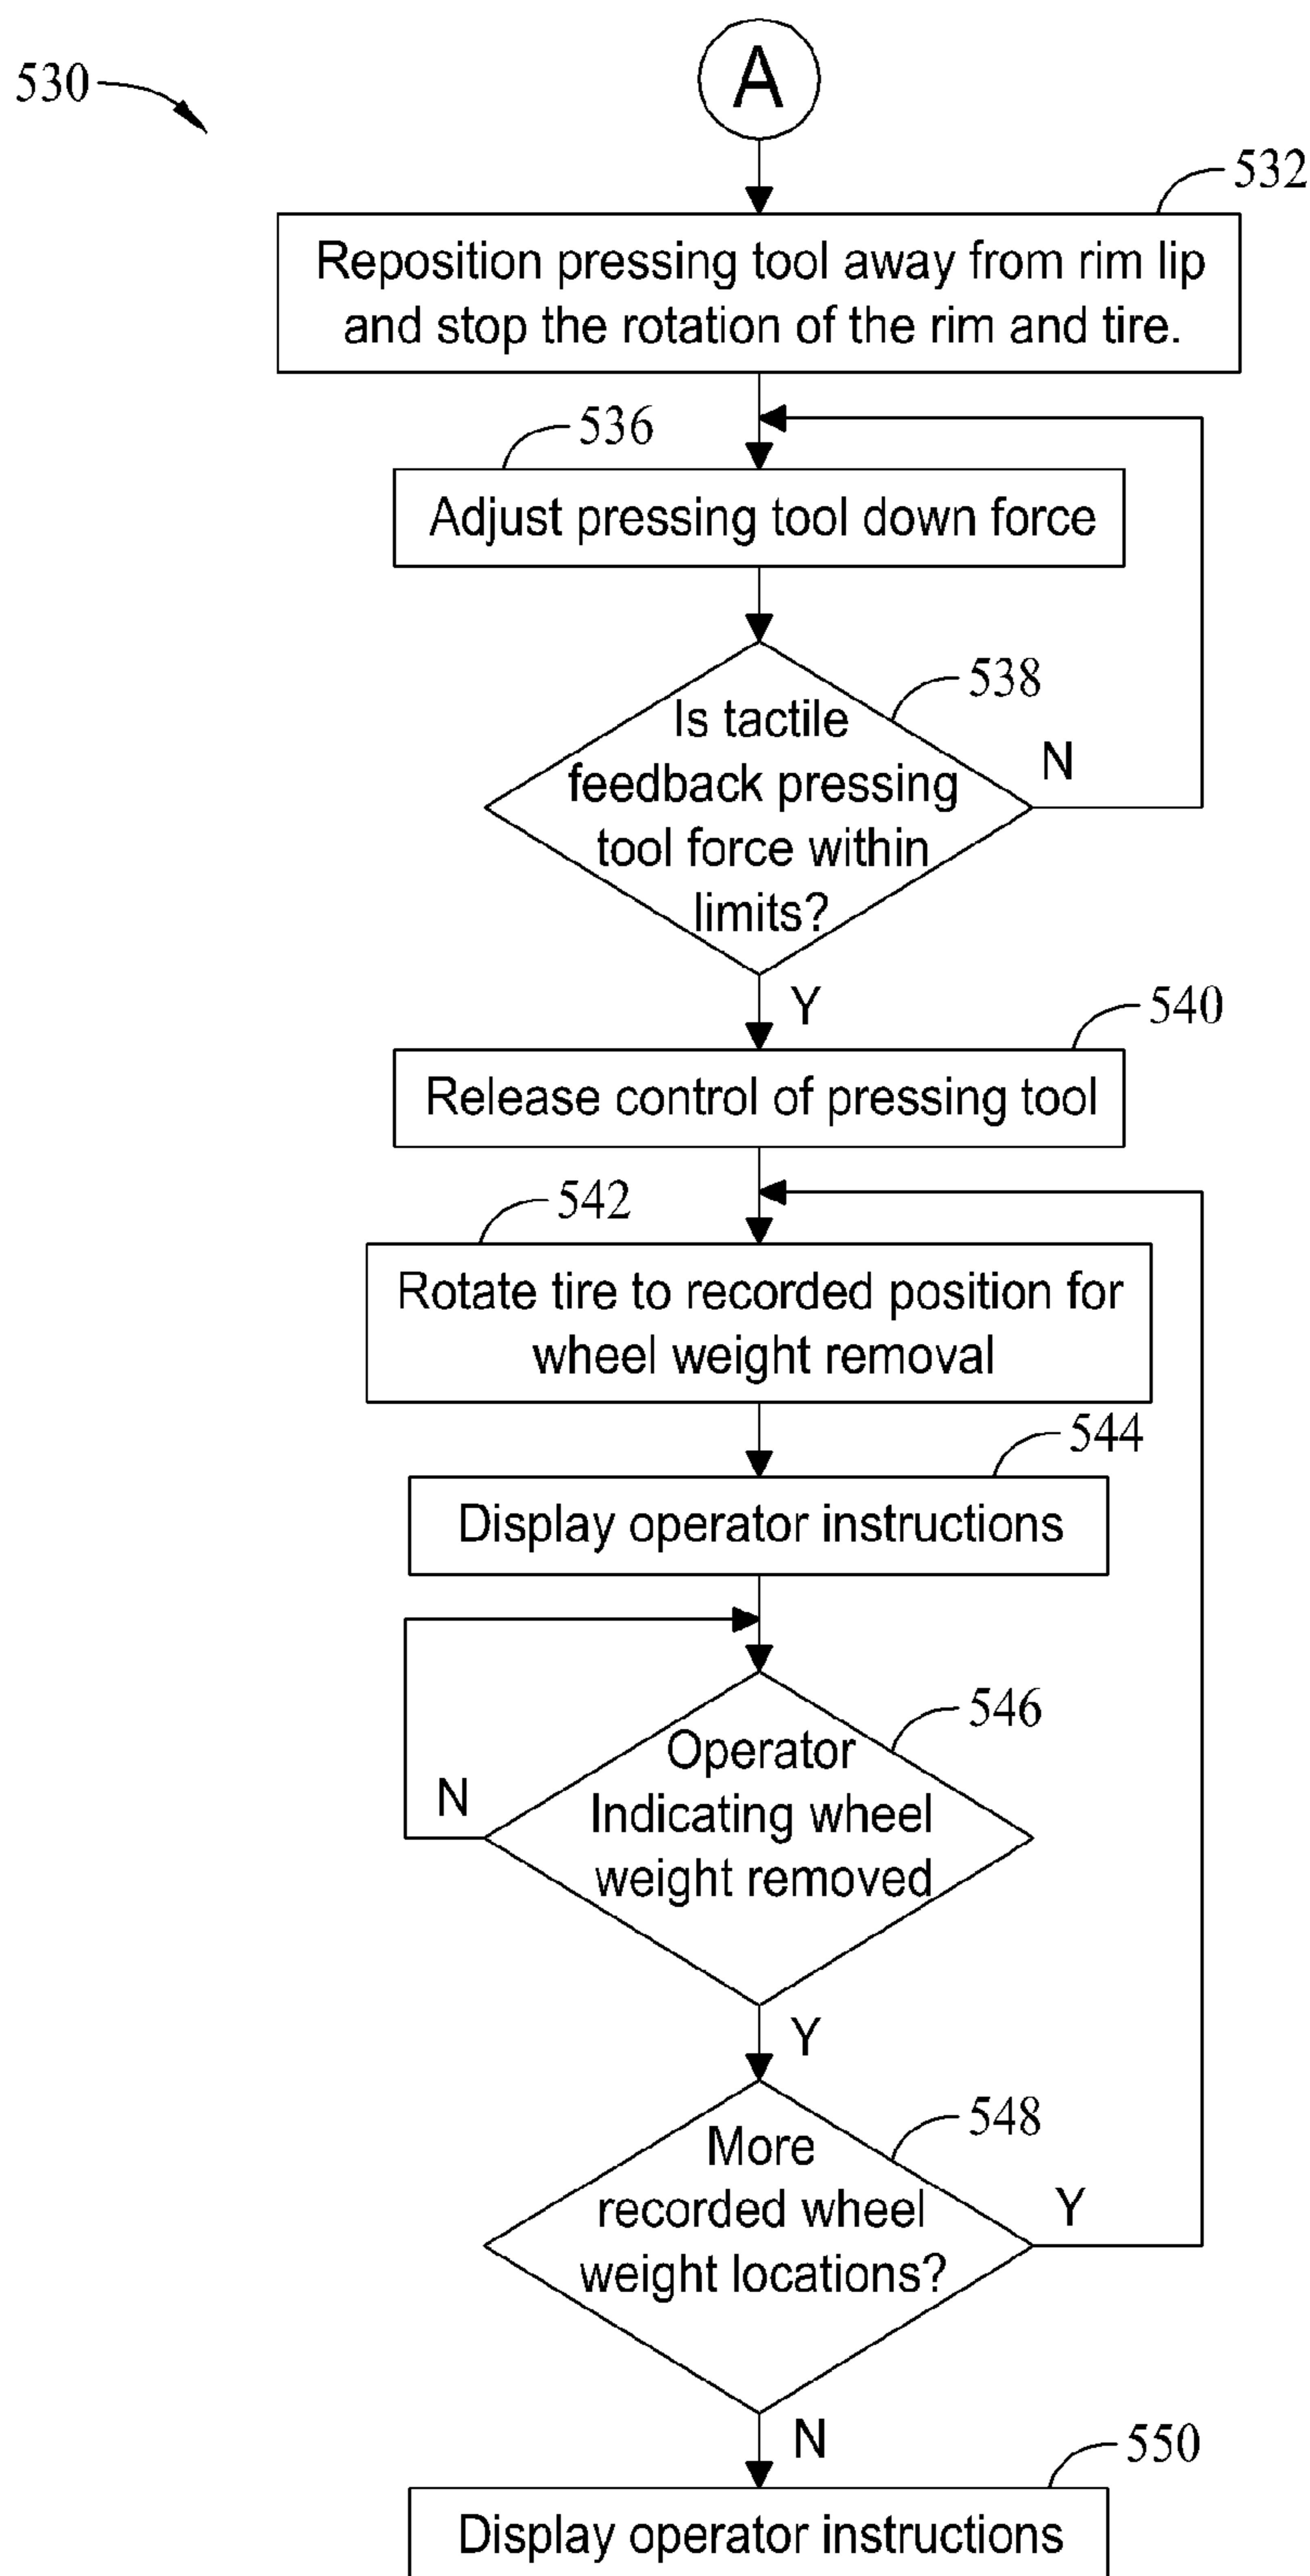 A
530
532
Reposition pressing tool away from rim lip
and stop the rotation of the rim and tire.
536
Adjust pressing tool down force
538
Is tactile
feedback pressing
tool force within
limits?
N
Y
540
Release control of pressing tool
542
Rotate tire to recorded position for
wheel weight removal
544
Display operator instructions
546
Operator
Indicating wheel
weight removed
N
Y
548
More
recorded wheel
weight locations?
Y
N
550
Display operator instructions